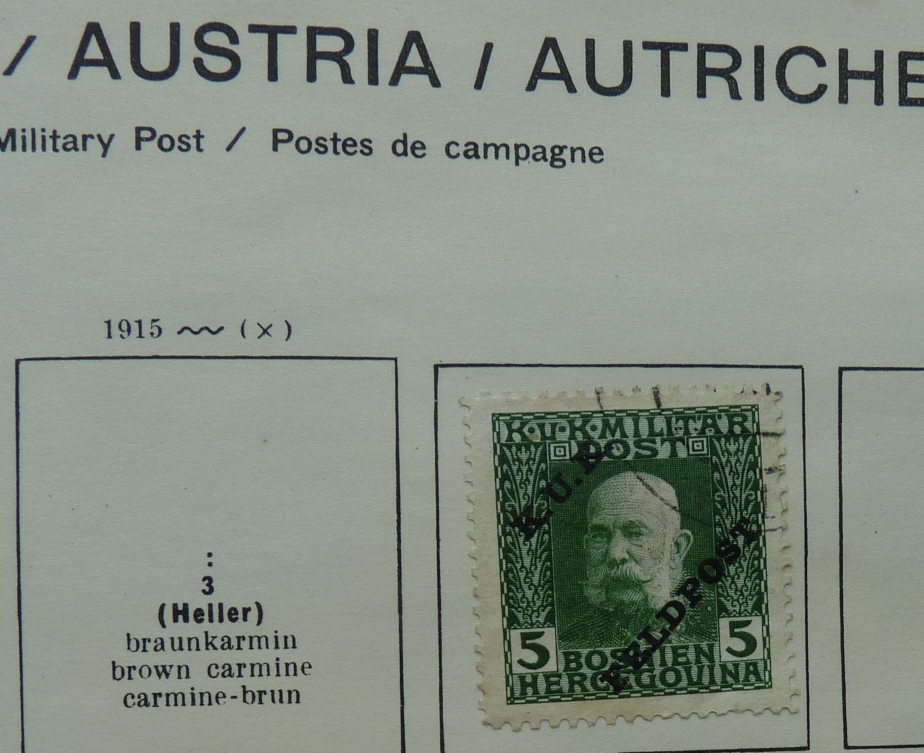 / AUSTRIA / AUTRICHE
Military Post / Postes de campagne
1915 (×)
:
3
(Heller)
braunkarmin
brown carmine
carmine-brun
K.u.K.MILITÄR
POST
K.U.K.
FELDPOST
5 5
BOSNIEN
HERCEGOVINA